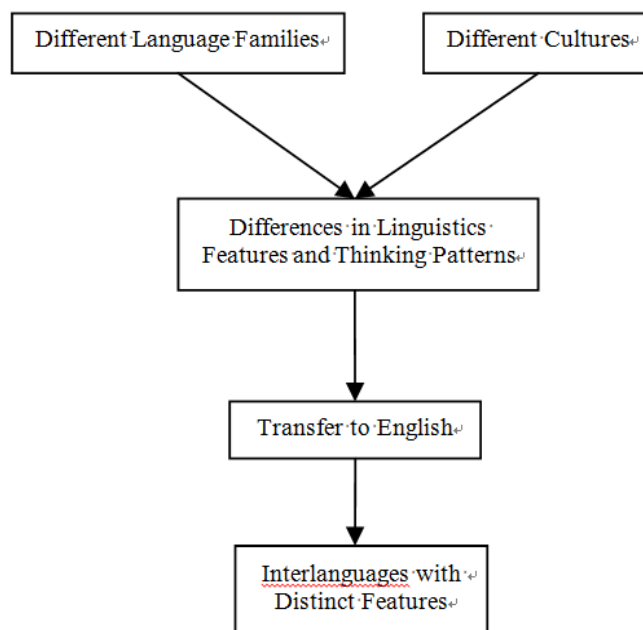 Different Language Families
Different Cultures
Differences in Linguistics
Features and Thinking Patterns
Transfer to English
Interlanguages with
Distinct Features